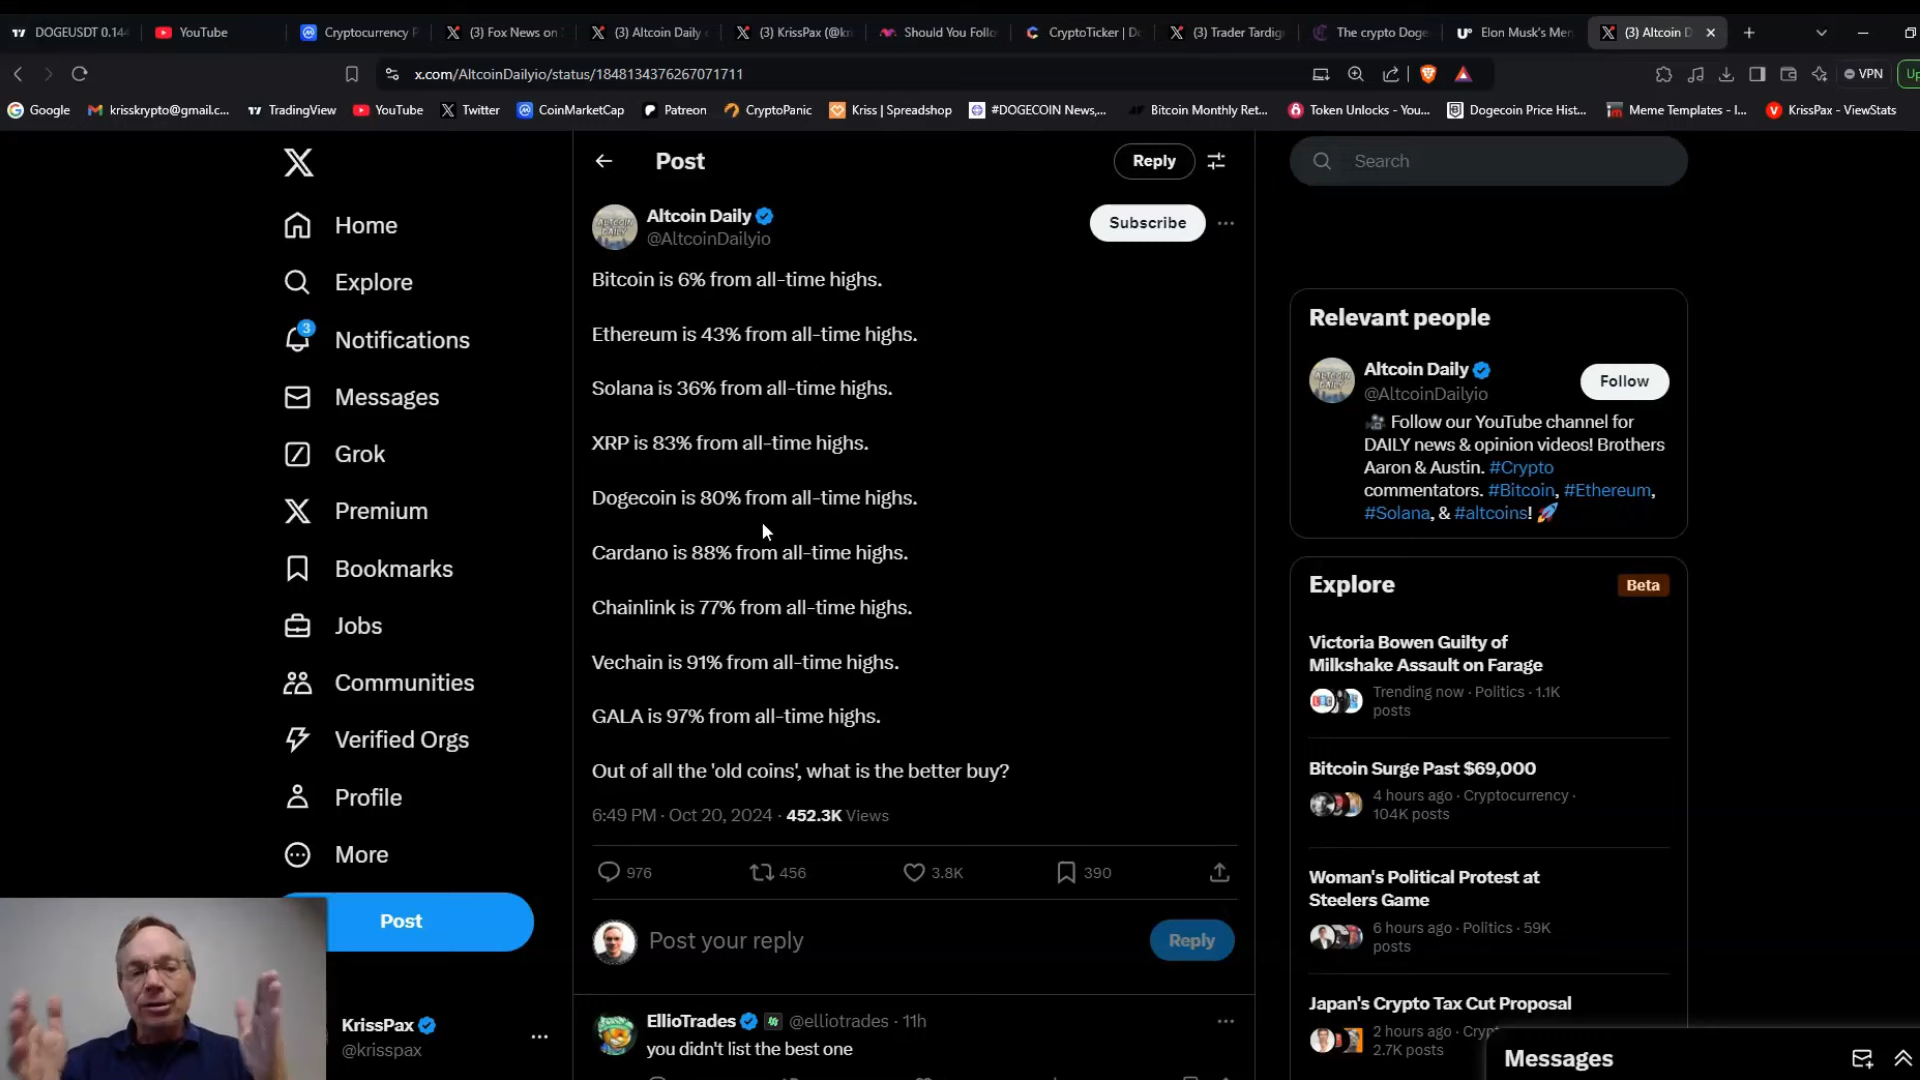 DOGEUSDT 0.144
YouTube
Cryptocurrency P
(3) Fox News on
(3) Altcoin Daily
(3) KrissPax (@kr
Should You Follo
CryptoTicker | Do
(3) Trader Tardig
The crypto Doge
Elon Musk's Mem
(3) Altcoin D
x.com/AltcoinDailyio/status/1848134376267071711
VPN
Up
Google
krisskrypto@gmail.c...
TradingView
YouTube
Twitter
CoinMarketCap
Patreon
CryptoPanic
Kriss | Spreadshop
#DOGECOIN News,...
Bitcoin Monthly Ret...
Token Unlocks - You...
Dogecoin Price Hist...
Meme Templates - I...
KrissPax - ViewStats
Home
Explore
3
Notifications
Messages
Grok
Premium
Bookmarks
Jobs
Communities
Verified Orgs
Profile
More
Post
KrissPax
@krisspax
Post
Reply
Altcoin Daily
@AltcoinDailyio
Subscribe
Bitcoin is 6% from all-time highs.
Ethereum is 43% from all-time highs.
Solana is 36% from all-time highs.
XRP is 83% from all-time highs.
Dogecoin is 80% from all-time highs.
Cardano is 88% from all-time highs.
Chainlink is 77% from all-time highs.
Vechain is 91% from all-time highs.
GALA is 97% from all-time highs.
Out of all the 'old coins', what is the better buy?
6:49 PM · Oct 20, 2024 · 452.3K Views
976
456
3.8K
390
Post your reply
Reply
EllioTrades @elliotrades · 11h
you didn't list the best one
Search
Relevant people
Altcoin Daily
@AltcoinDailyio
Follow
Follow our YouTube channel for
DAILY news & opinion videos! Brothers
Aaron & Austin. #Crypto
commentators. #Bitcoin, #Ethereum,
#Solana, & #altcoins!
Explore
Beta
Victoria Bowen Guilty of
Milkshake Assault on Farage
Trending now · Politics · 1.1K
posts
Bitcoin Surge Past $69,000
4 hours ago · Cryptocurrency ·
104K posts
Woman's Political Protest at
Steelers Game
6 hours ago · Politics · 59K
posts
Japan's Crypto Tax Cut Proposal
2 hours ago · Crypt
2.7K posts
Messages